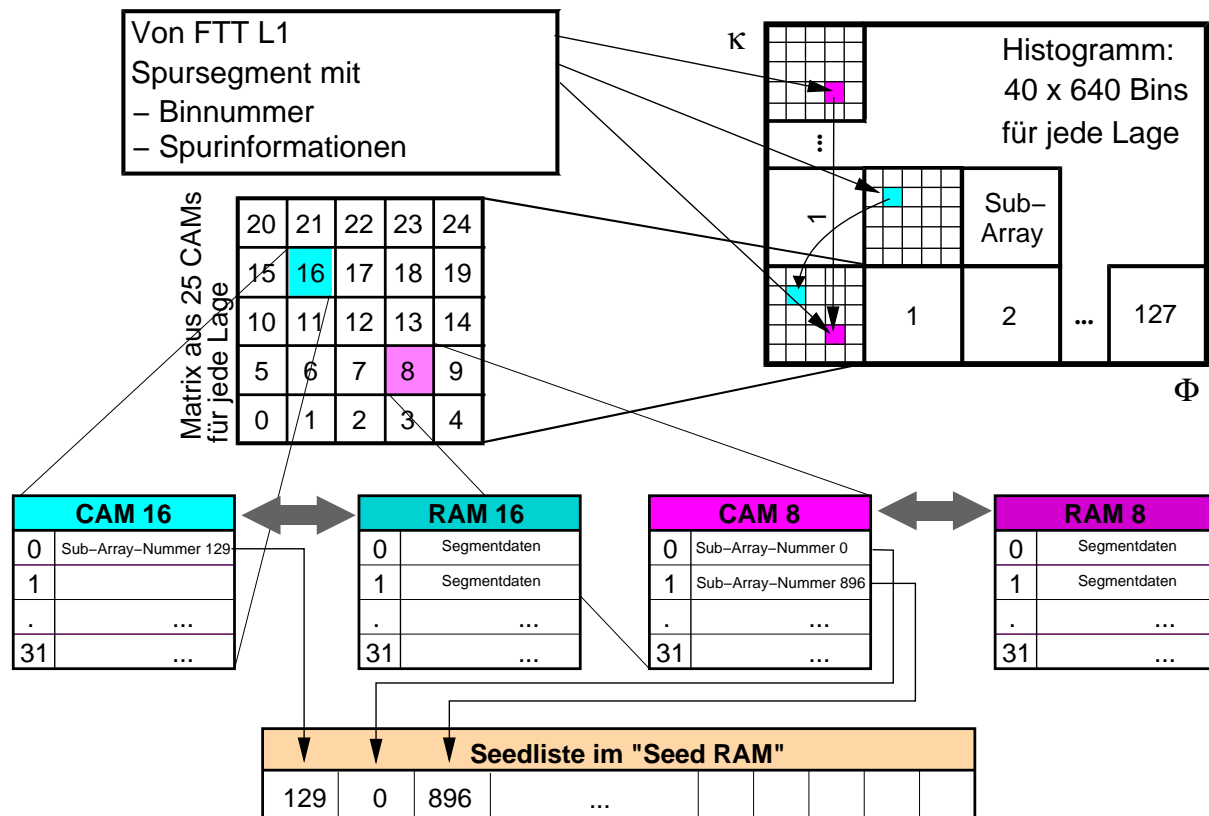 Von FTT L1
Spursegment mit
– Binnummer
– Spurinformationen
κ
Histogramm:
40 x 640 Bins
für jede Lage
...
1
Sub–
Array
1
2
...
127
Φ
Matrix aus 25 CAMs
für jede Lage
20 21 22 23 24
15 16 17 18 19
10 11 12 13 14
5 6 7 8 9
0 1 2 3 4
CAM 16
0 Sub–Array–Nummer 129
1
. ...
31 ...
RAM 16
0 Segmentdaten
1 Segmentdaten
. ...
31 ...
CAM 8
0 Sub–Array–Nummer 0
1 Sub–Array–Nummer 896
. ...
31 ...
RAM 8
0 Segmentdaten
1 Segmentdaten
. ...
31 ...
Seedliste im "Seed RAM"
129 0 896 ...